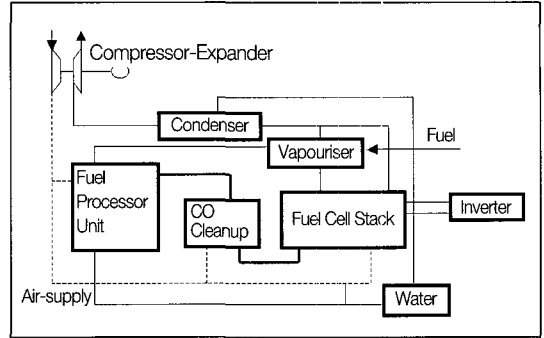 Compressor-Expander
Condenser
Vapouriser
Fuel
Fuel
Processor
Unit
CO
Cleanup
Fuel Cell Stack
Inverter
Air-supply
Water